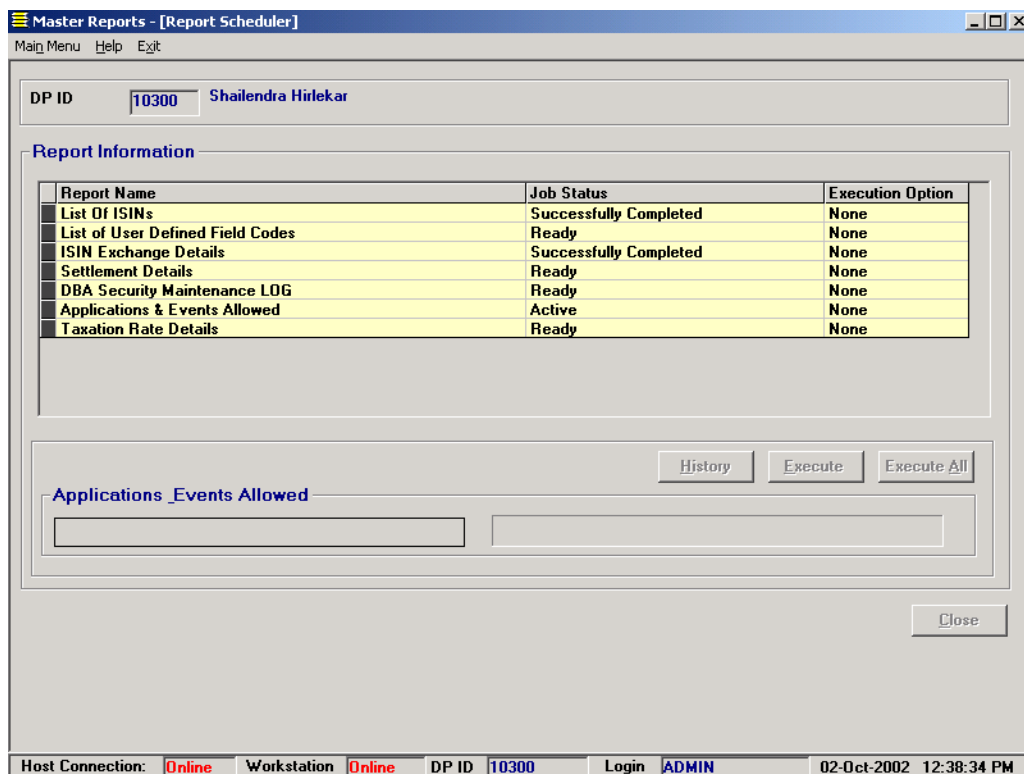 Master Reports - [Report Scheduler]
Main Menu Help Exit
DP ID 10300 Shailendra Hirlekar
Report Information
Report Name Job Status Execution Option
List Of ISINs Successfully Completed None
List of User Defined Field Codes Ready None
ISIN Exchange Details Successfully Completed None
Settlement Details Ready None
DBA Security Maintenance LOG Ready None
Applications & Events Allowed Active None
Taxation Rate Details Ready None
History Execute Execute All
Applications _Events Allowed
Close
Host Connection: Online Workstation Online DP ID 10300 Login ADMIN 02-Oct-2002 12:38:34 PM